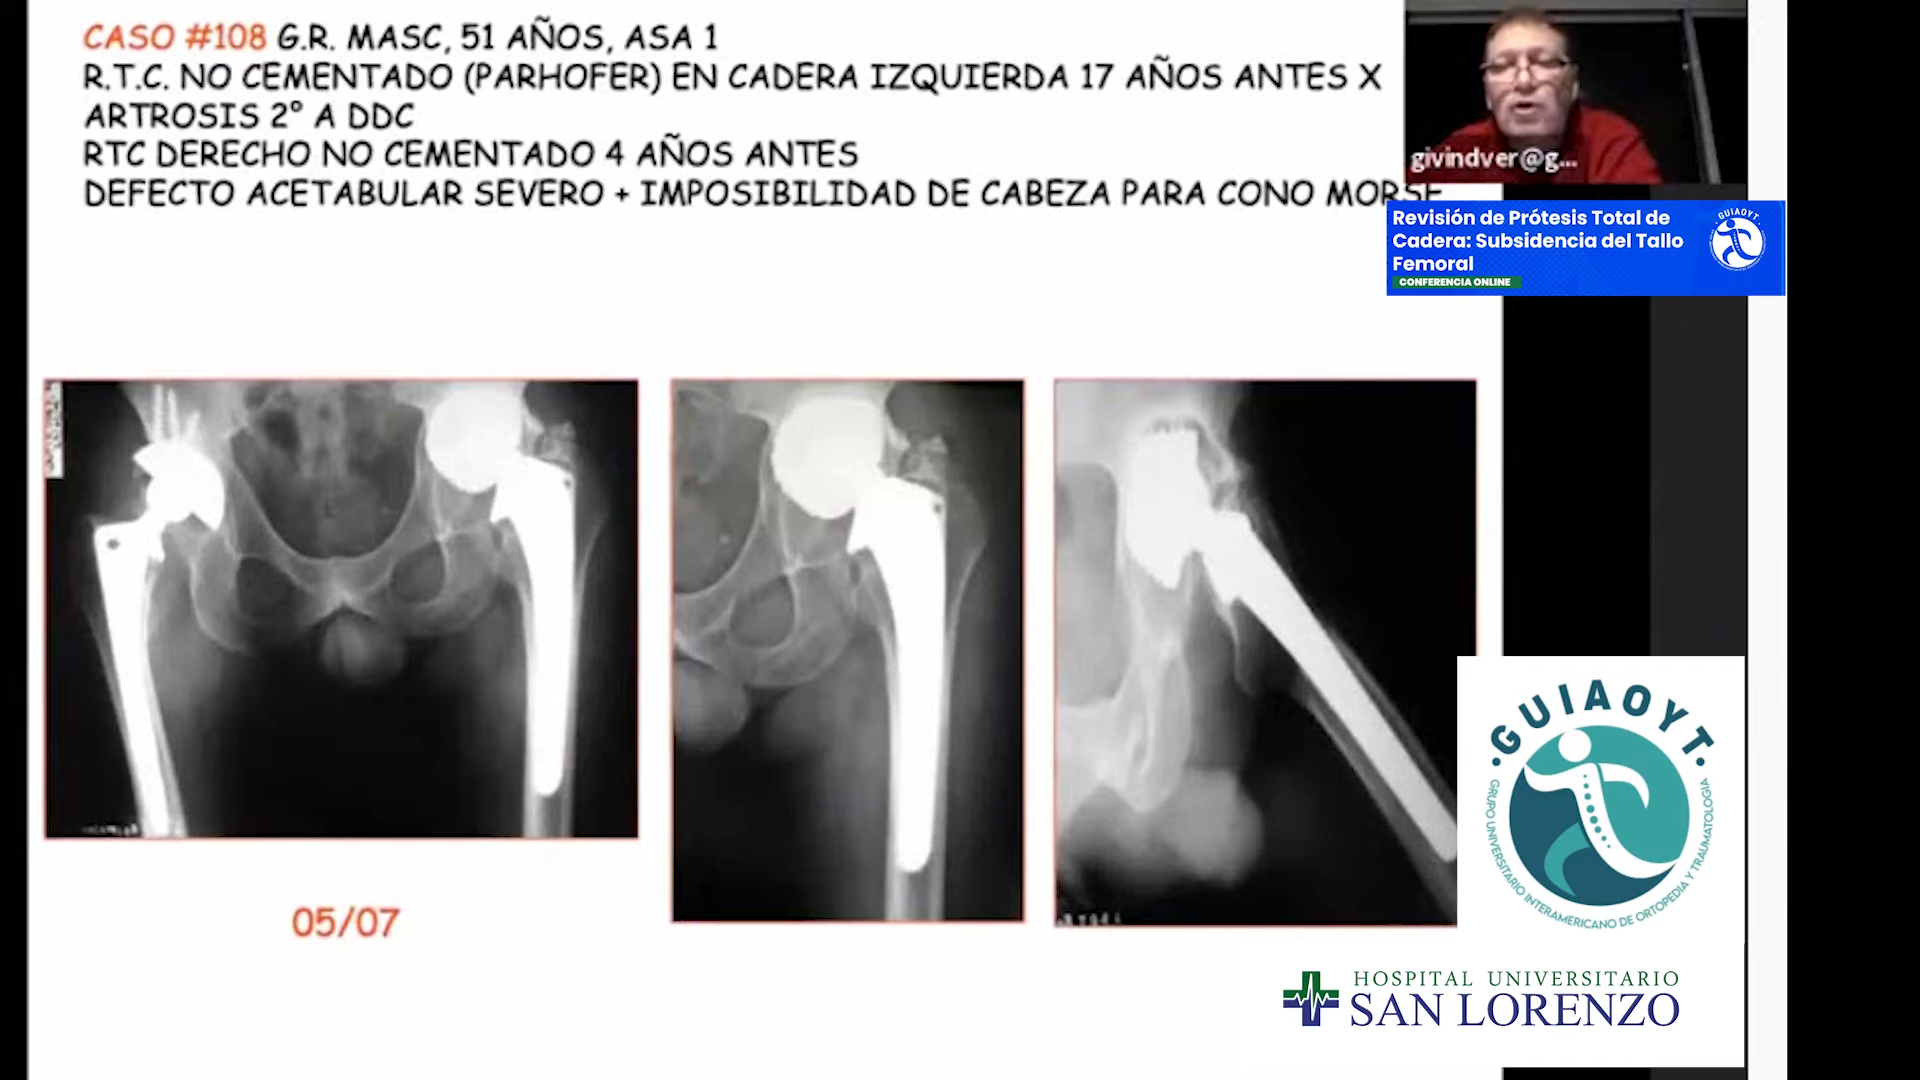 CASO #108 G.R. MASC, 51 AÑOS, ASA 1
R.T.C. NO CEMENTADO (PARHOFER) EN CADERA IZQUIERDA 17 AÑOS ANTES X
ARTROSIS 2° A DDC
RTC DERECHO NO CEMENTADO 4 AÑOS ANTES
DEFECTO ACETABULAR SEVERO + IMPOSIBILIDAD DE CABEZA PARA CONO MORSE
givindver@g...
Revisión de Prótesis Total de
Cadera: Subsidencia del Tallo
Femoral
CONFERENCIA ONLINE
GUIAOYT
05/07
GUIAOYT
GRUPO UNIVERSITARIO INTERAMERICANO DE ORTOPEDIA Y TRAUMATOLOGÍA
HOSPITAL UNIVERSITARIO
SAN LORENZO